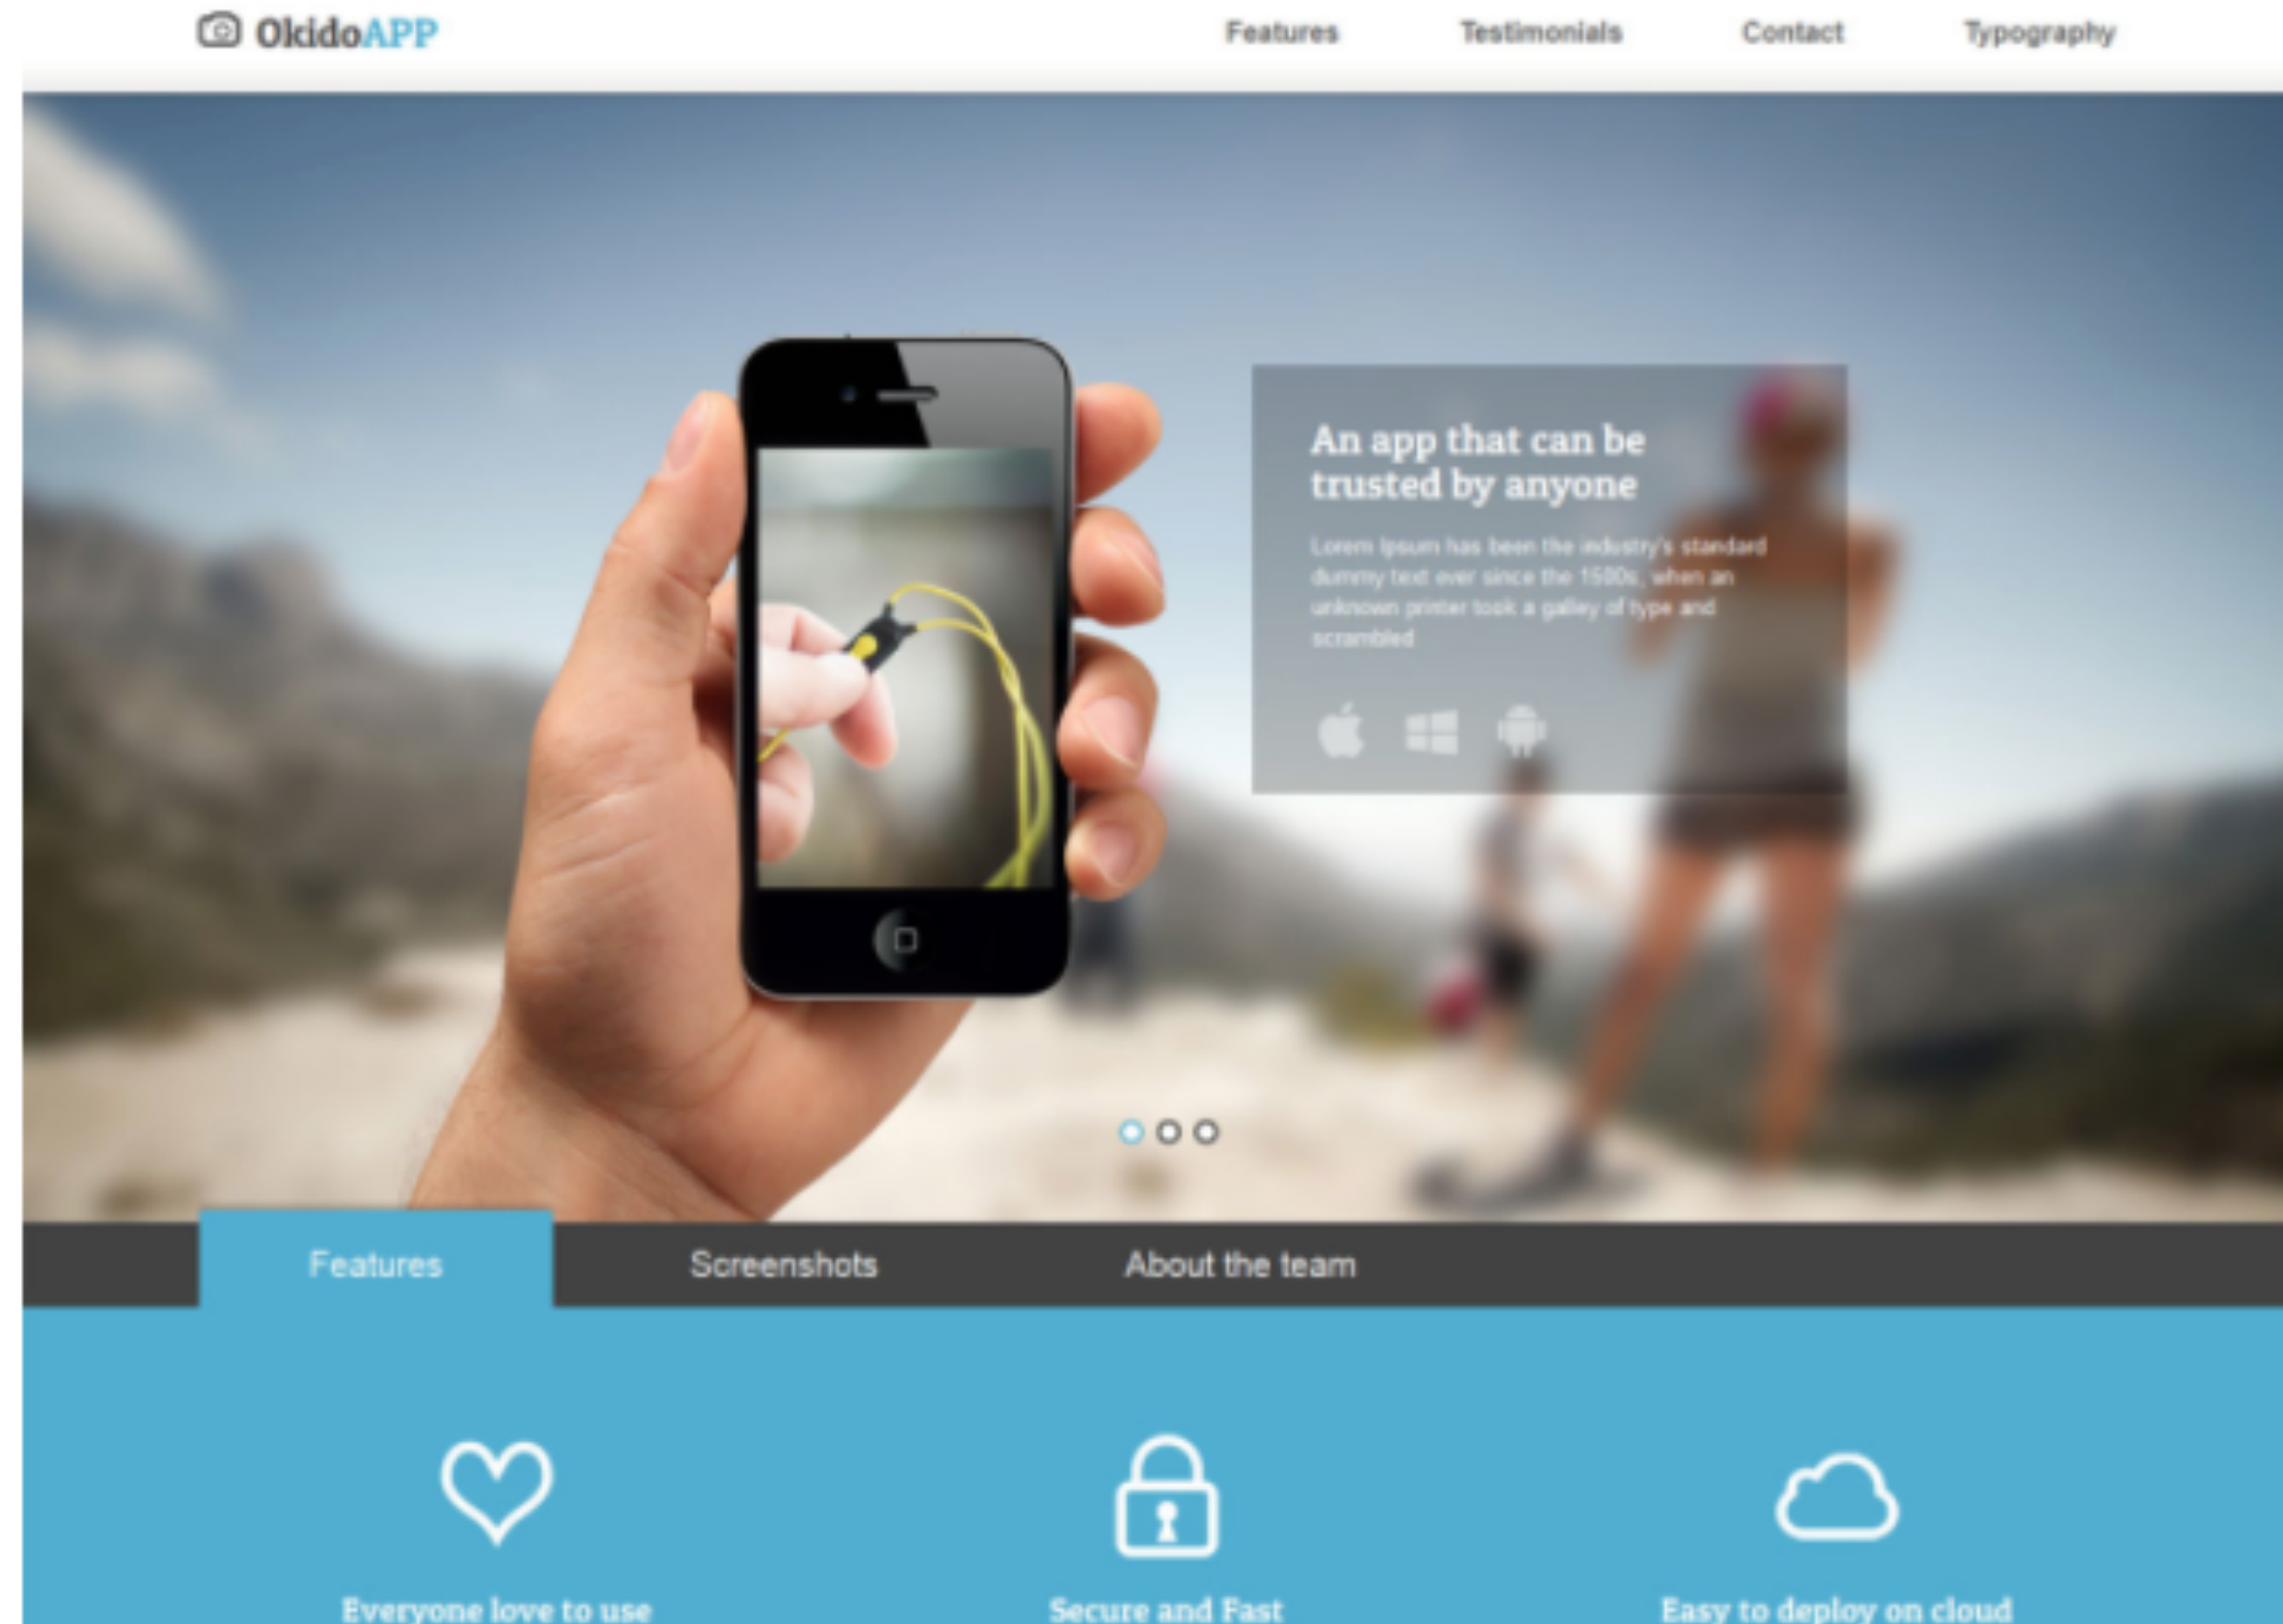 OkidoAPP
Features
Testimonials
Contact
Typography
An app that can be
trusted by anyone
Lorem Ipsum has been the industry's standard
dummy text ever since the 1500s, when an
unknown printer took a galley of type and
scrambled
Features
Screenshots
About the team
Everyone love to use
Secure and Fast
Easy to deploy on cloud